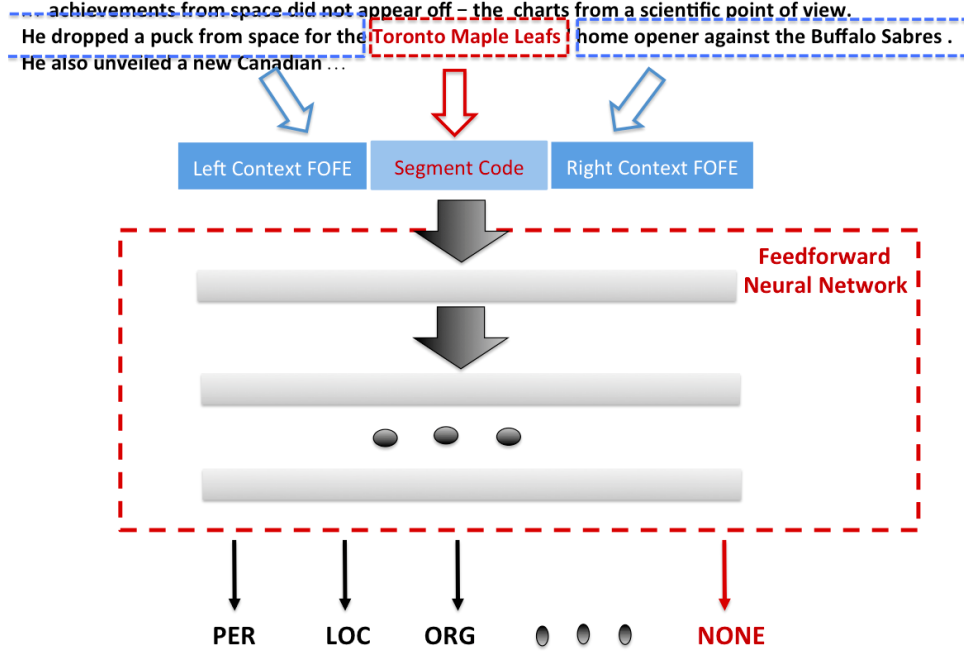 achievements from space did not appear off – the charts from a scientific point of view.
He dropped a puck from space for the Toronto Maple Leafs ' home opener against the Buffalo Sabres .
He also unveiled a new Canadian ...
Left Context FOFE
Segment Code
Right Context FOFE
Feedforward
Neural Network
PER LOC ORG NONE